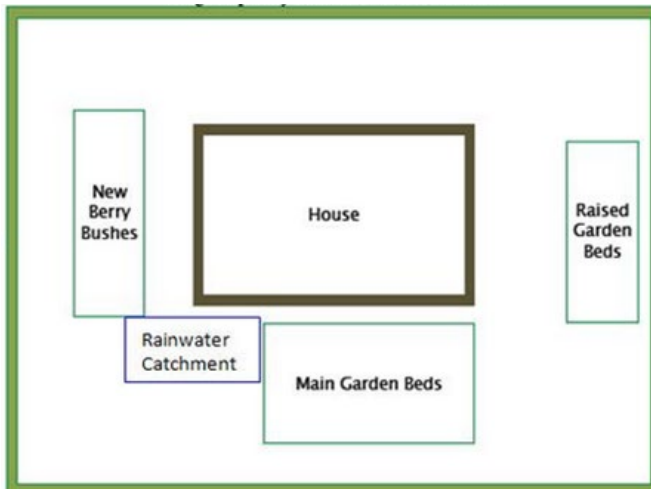 New
Berry
Bushes
House
Raised
Garden
Beds
Rainwater
Catchment
Main Garden Beds